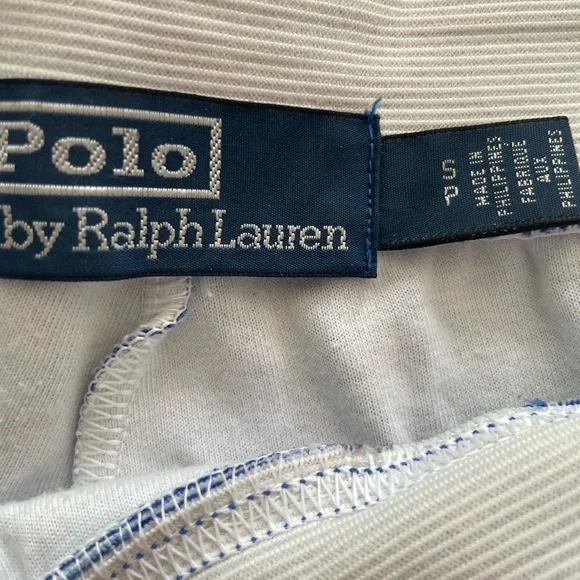 Polo
by Ralph Lauren
S
P
MADE IN
PHILIPPINES
FABRIQUE
AUX
PHILIPPINES